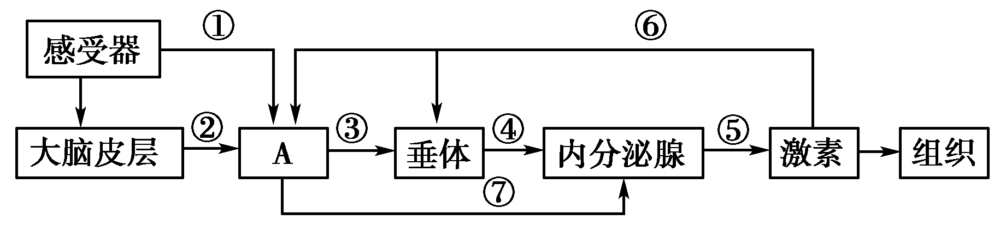 ① ⑥
感受器
② ③ ④ ⑤
大脑皮层 A 垂体 内分泌腺 激素 组织
⑦